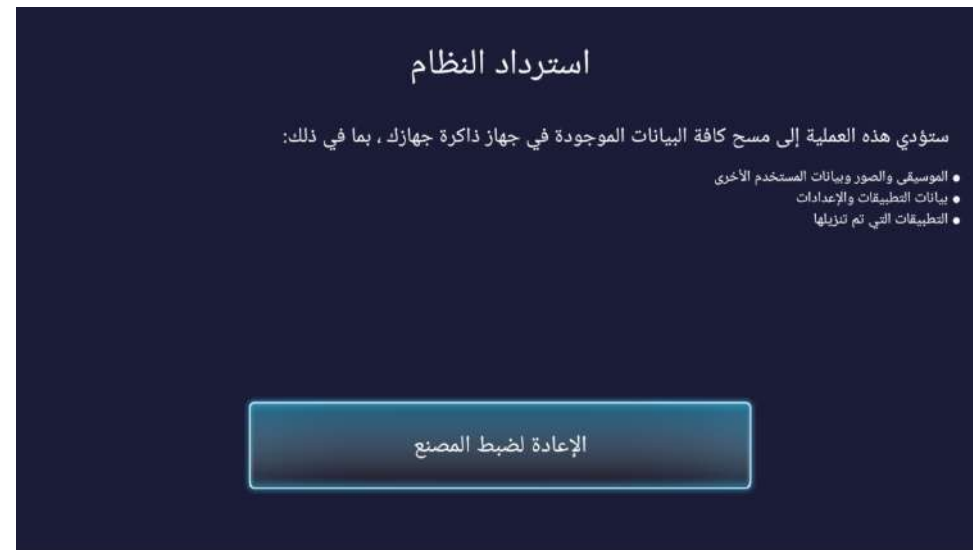 استرداد النظام
ستؤدي هذه العملية إلى مسح كافة البيانات الموجودة في جهاز ذاكرة جهازك ، بما في ذلك:
● الموسيقى والصور وبيانات المستخدم الأخرى
● بيانات التطبيقات والإعدادات
● التطبيقات التي تم تنزيلها
الإعادة لضبط المصنع